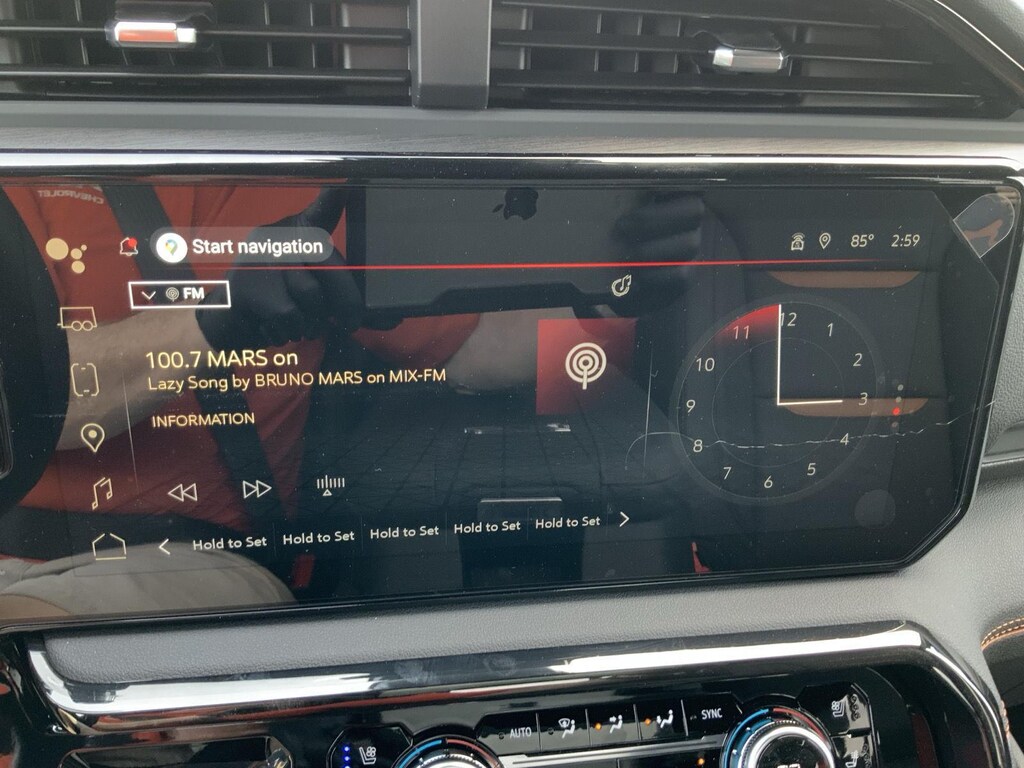 CHEVROLET
Start navigation
85° 2:59
FM
100.7 MARS on
Lazy Song by BRUNO MARS on MIX-FM
INFORMATION
12
1
2
3
4
5
6
7
8
9
10
11
Hold to Set Hold to Set Hold to Set Hold to Set Hold to Set
AUTO SYNC